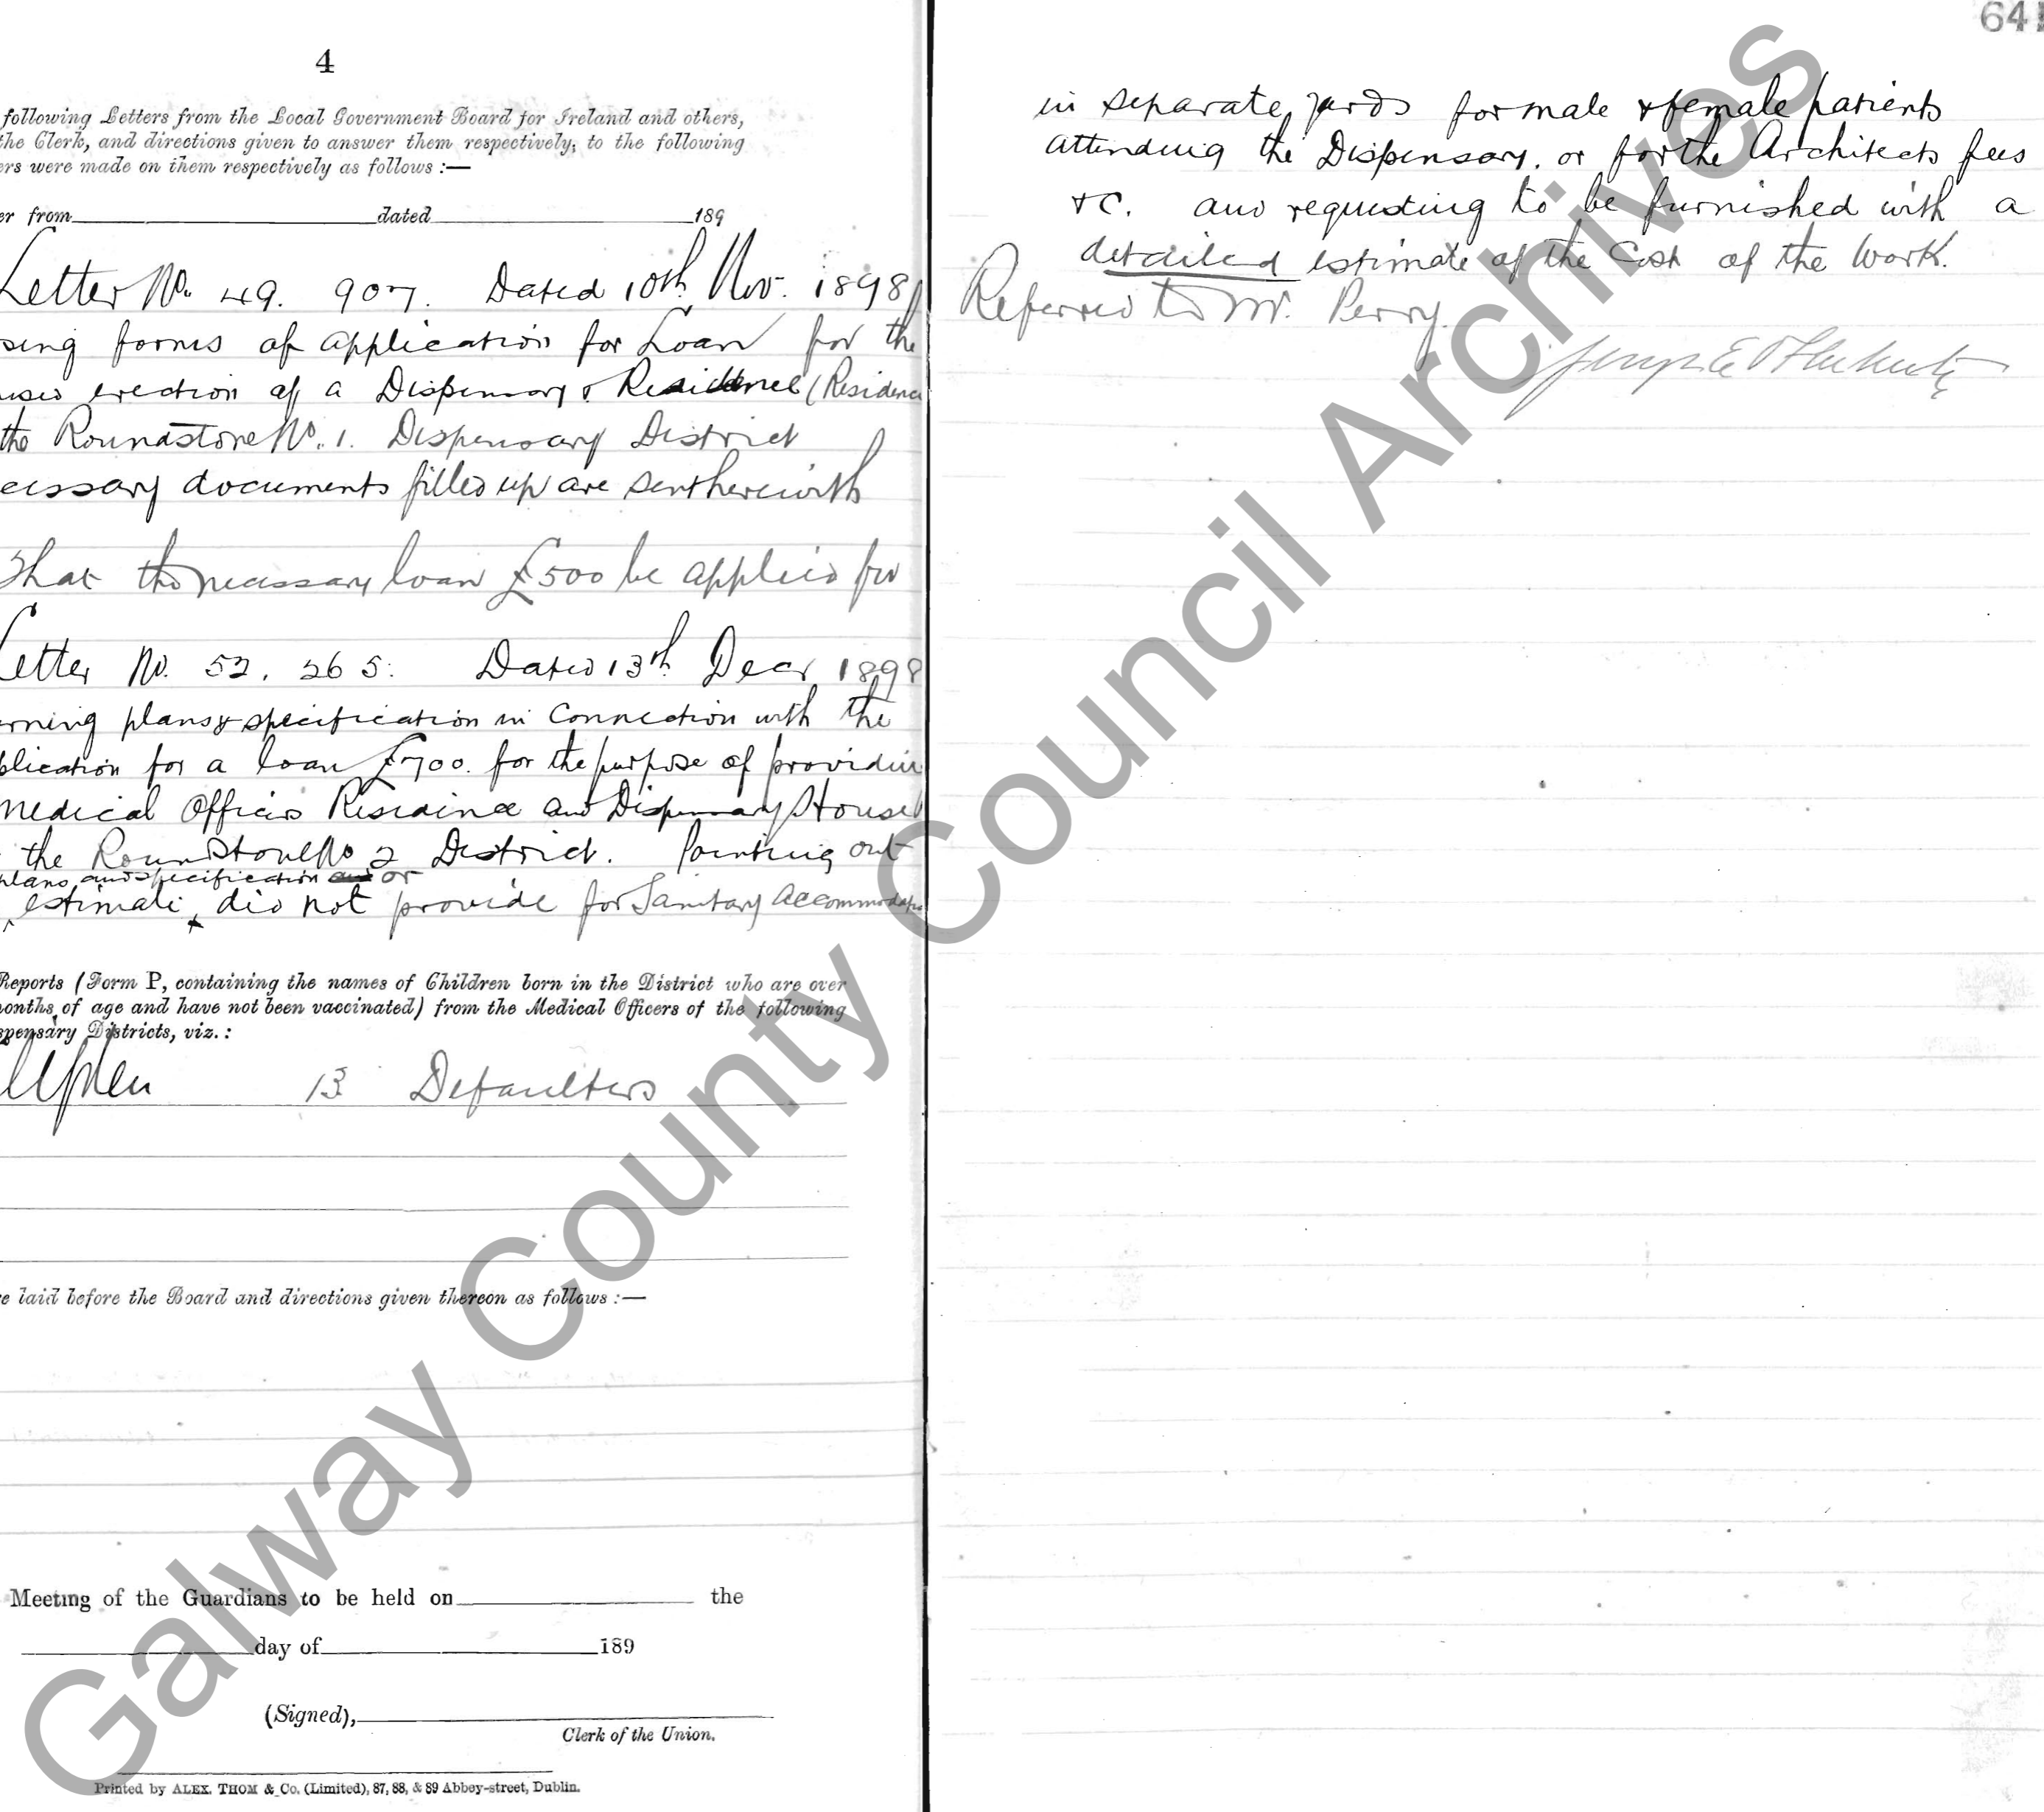 4
following Letters from the Local Government Board for Ireland and others,
the Clerk, and directions given to answer them respectively, to the following
ers were made on them respectively as follows :—
er from dated 189
Letter No. 49. 907. Dated 10th Nov. 1898
sing forms of application for Loan for the
erection of a Dispensary & Residence (Residence
the Roundstone No. 1. Dispensary District
cessary documents filled up are sent herewith
That the necessary loan £500 be applied for
Letter No. 52. 265. Dated 13th Decr 1898
rning plans & specification in connection with the
plication for a loan £700. for the purpose of providing
Medical Officers Residence and Dispensary House
the Roundstone No 2 District. Pointing out
plans and specification or
estimate, did not provide for Sanitary accommodation
Reports (Form P, containing the names of Children born in the District who are over
months of age and have not been vaccinated) from the Medical Officers of the following
spensary Districts, viz. :
13 Defaulters
e laid before the Board and directions given thereon as follows :—
Meeting of the Guardians to be held on the
day of 189
(Signed),
Clerk of the Union.
Printed by ALEX. THOM & Co. (Limited), 87, 88, & 89 Abbey-street, Dublin.
641
in separate yards for male & female patients
attending the Dispensary. or for the Architects fees
&c. and requesting to be furnished with a
detailed estimate of the Cost of the Work.
Referred to Mr. Perry.
Galway County Council Archives